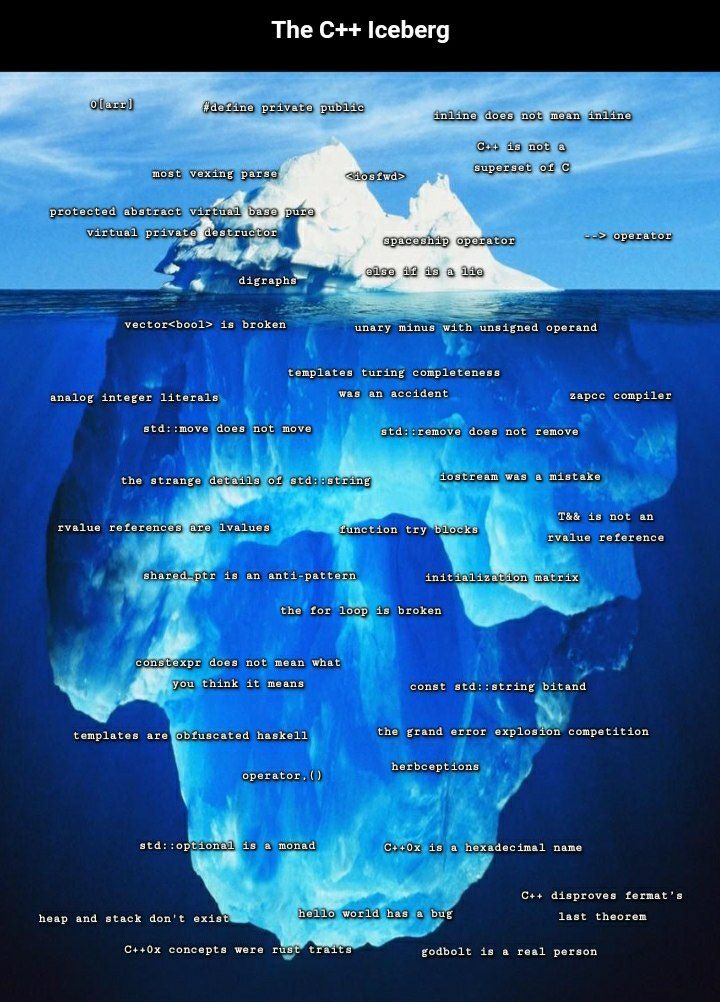 The C++ Iceberg
0[arr]
#define private public
inline does not mean inline
C++ is not a
superset of C
most vexing parse
<iosfwd>
protected abstract virtual base pure
virtual private destructor
spaceship operator
--> operator
else if is a lie
digraphs
vector<bool> is broken
unary minus with unsigned operand
templates turing completeness
was an accident
analog integer literals
zapcc compiler
std::move does not move
std::remove does not remove
the strange details of std::string
iostream was a mistake
T&& is not an
rvalue reference
rvalue references are lvalues
function try blocks
shared_ptr is an anti-pattern
initialization matrix
the for loop is broken
constexpr does not mean what
you think it means
const std::string bitand
templates are obfuscated haskell
the grand error explosion competition
operator,()
herbceptions
std::optional is a monad
C++0x is a hexadecimal name
C++ disproves fermat's
last theorem
heap and stack don't exist
hello world has a bug
C++0x concepts were rust traits
godbolt is a real person